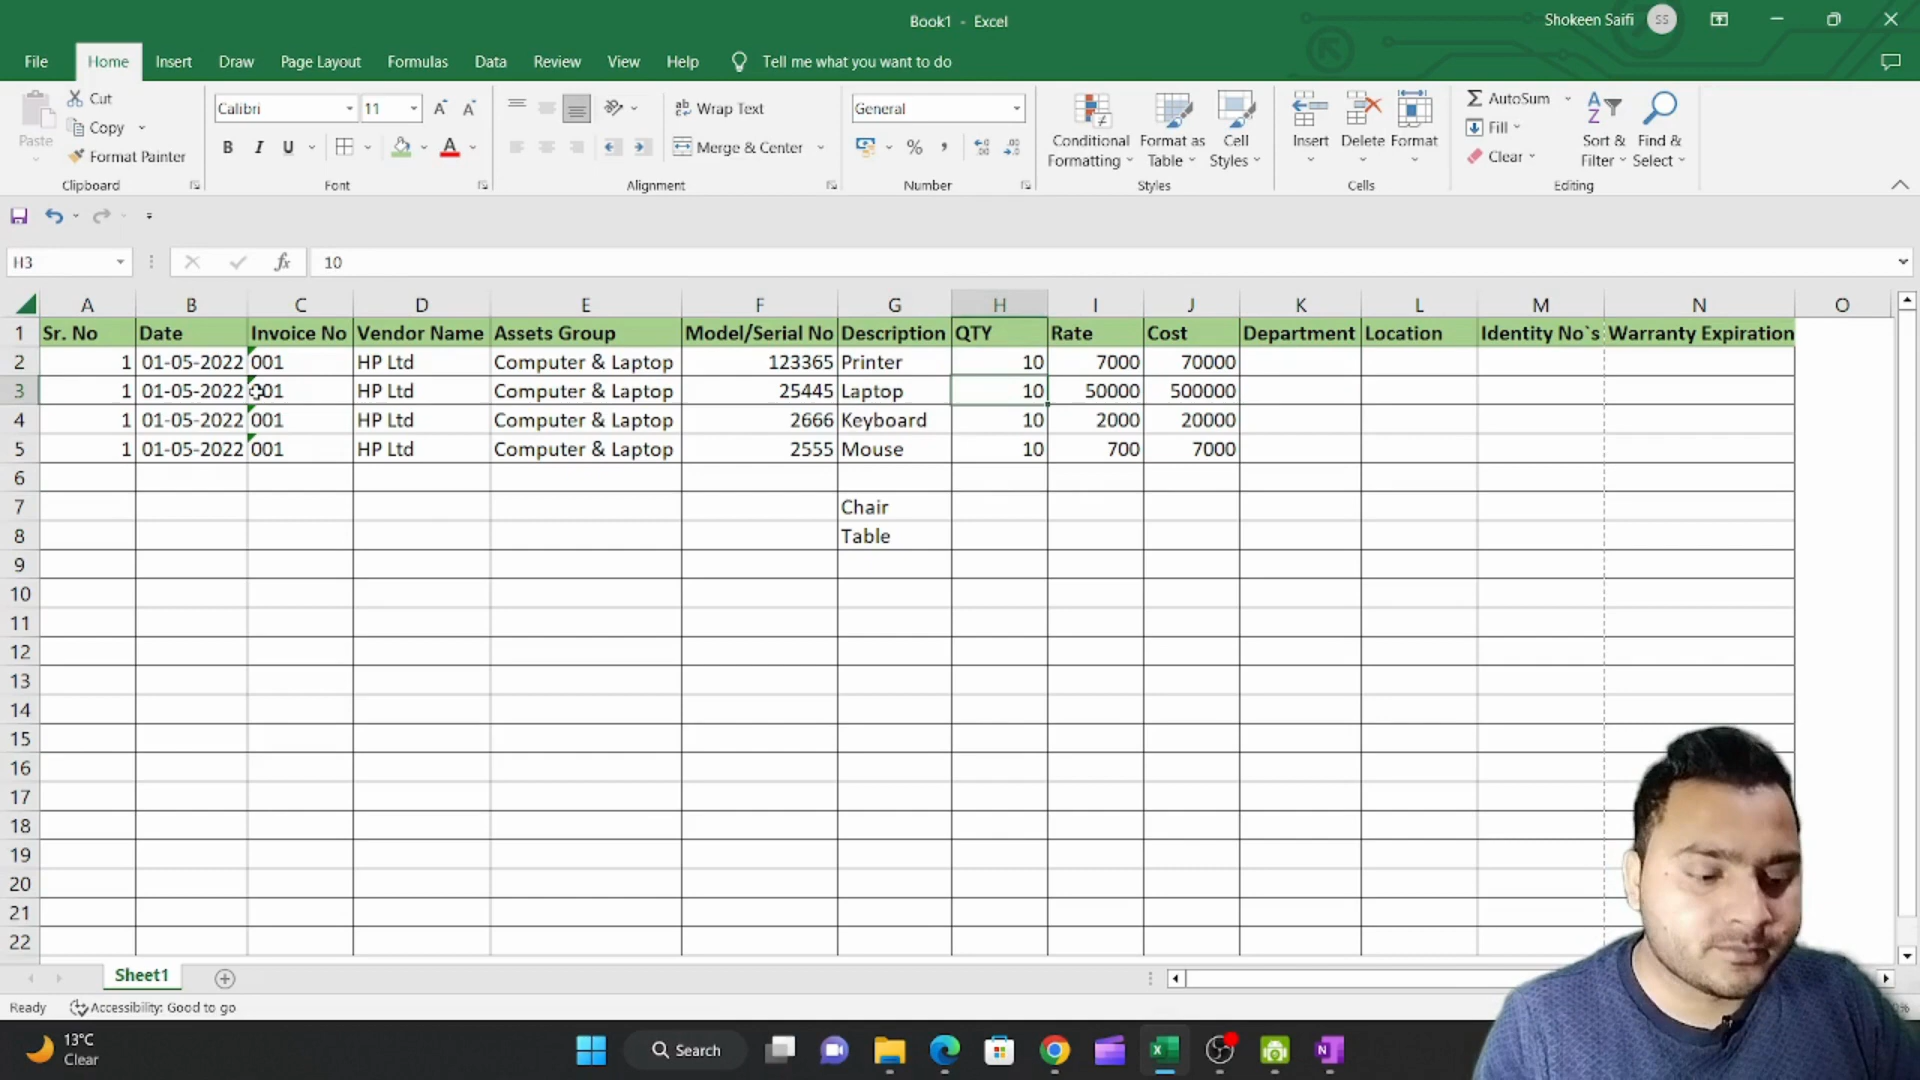 Book1 - Excel
Shokeen Saifi SS
File Home Insert Draw Page Layout Formulas Data Review View Help Tell me what you want to do
Paste
Cut
Copy
Format Painter
Clipboard
Calibri 11
B I U
Font
Wrap Text
Merge & Center
Alignment
General
Number
Conditional Formatting
Format as Table
Cell Styles
Styles
Insert Delete Format
Cells
AutoSum
Fill
Clear
Sort & Filter
Find & Select
Editing
H3 fx 10
A B C D E F G H I J K L M N O
1 Sr. No Date Invoice No Vendor Name Assets Group Model/Serial No Description QTY Rate Cost Department Location Identity No`s Warranty Expiration
2 1 01-05-2022 001 HP Ltd Computer & Laptop 123365 Printer 10 7000 70000
3 1 01-05-2022 001 HP Ltd Computer & Laptop 25445 Laptop 10 50000 500000
4 1 01-05-2022 001 HP Ltd Computer & Laptop 2666 Keyboard 10 2000 20000
5 1 01-05-2022 001 HP Ltd Computer & Laptop 2555 Mouse 10 700 7000
6
7 Chair
8 Table
9
10
11
12
13
14
15
16
17
18
19
20
21
22
Sheet1
Ready Accessibility: Good to go
13°C
Clear
Search